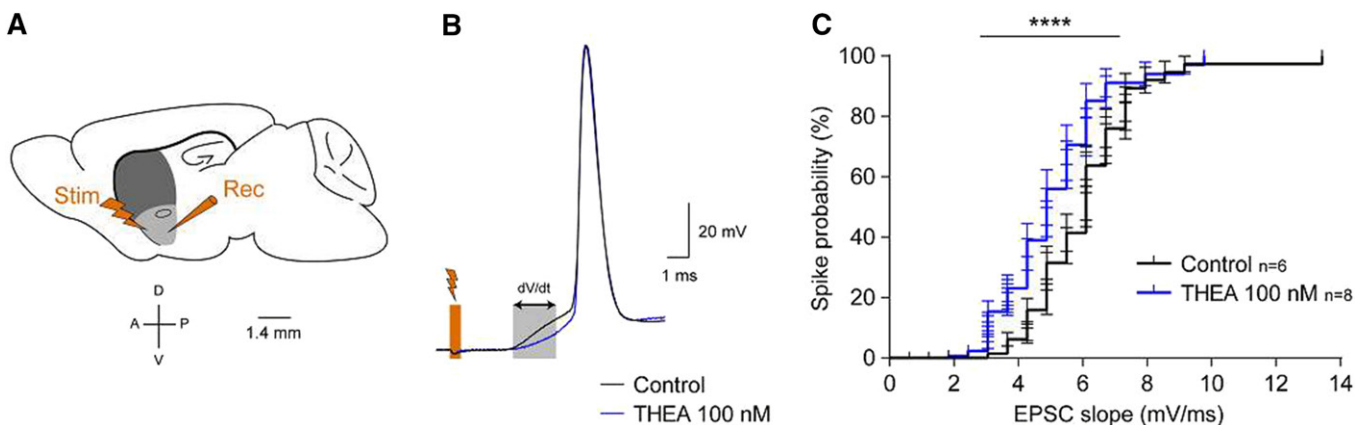 A
Stim
Rec
D
A
P
V
1.4 mm
B
dV/dt
20 mV
1 ms
Control
THEA 100 nM
C
****
Spike probability (%)
100
80
60
40
20
0
Control n=6
THEA 100 nM n=8
0 2 4 6 8 10 12 14
EPSC slope (mV/ms)